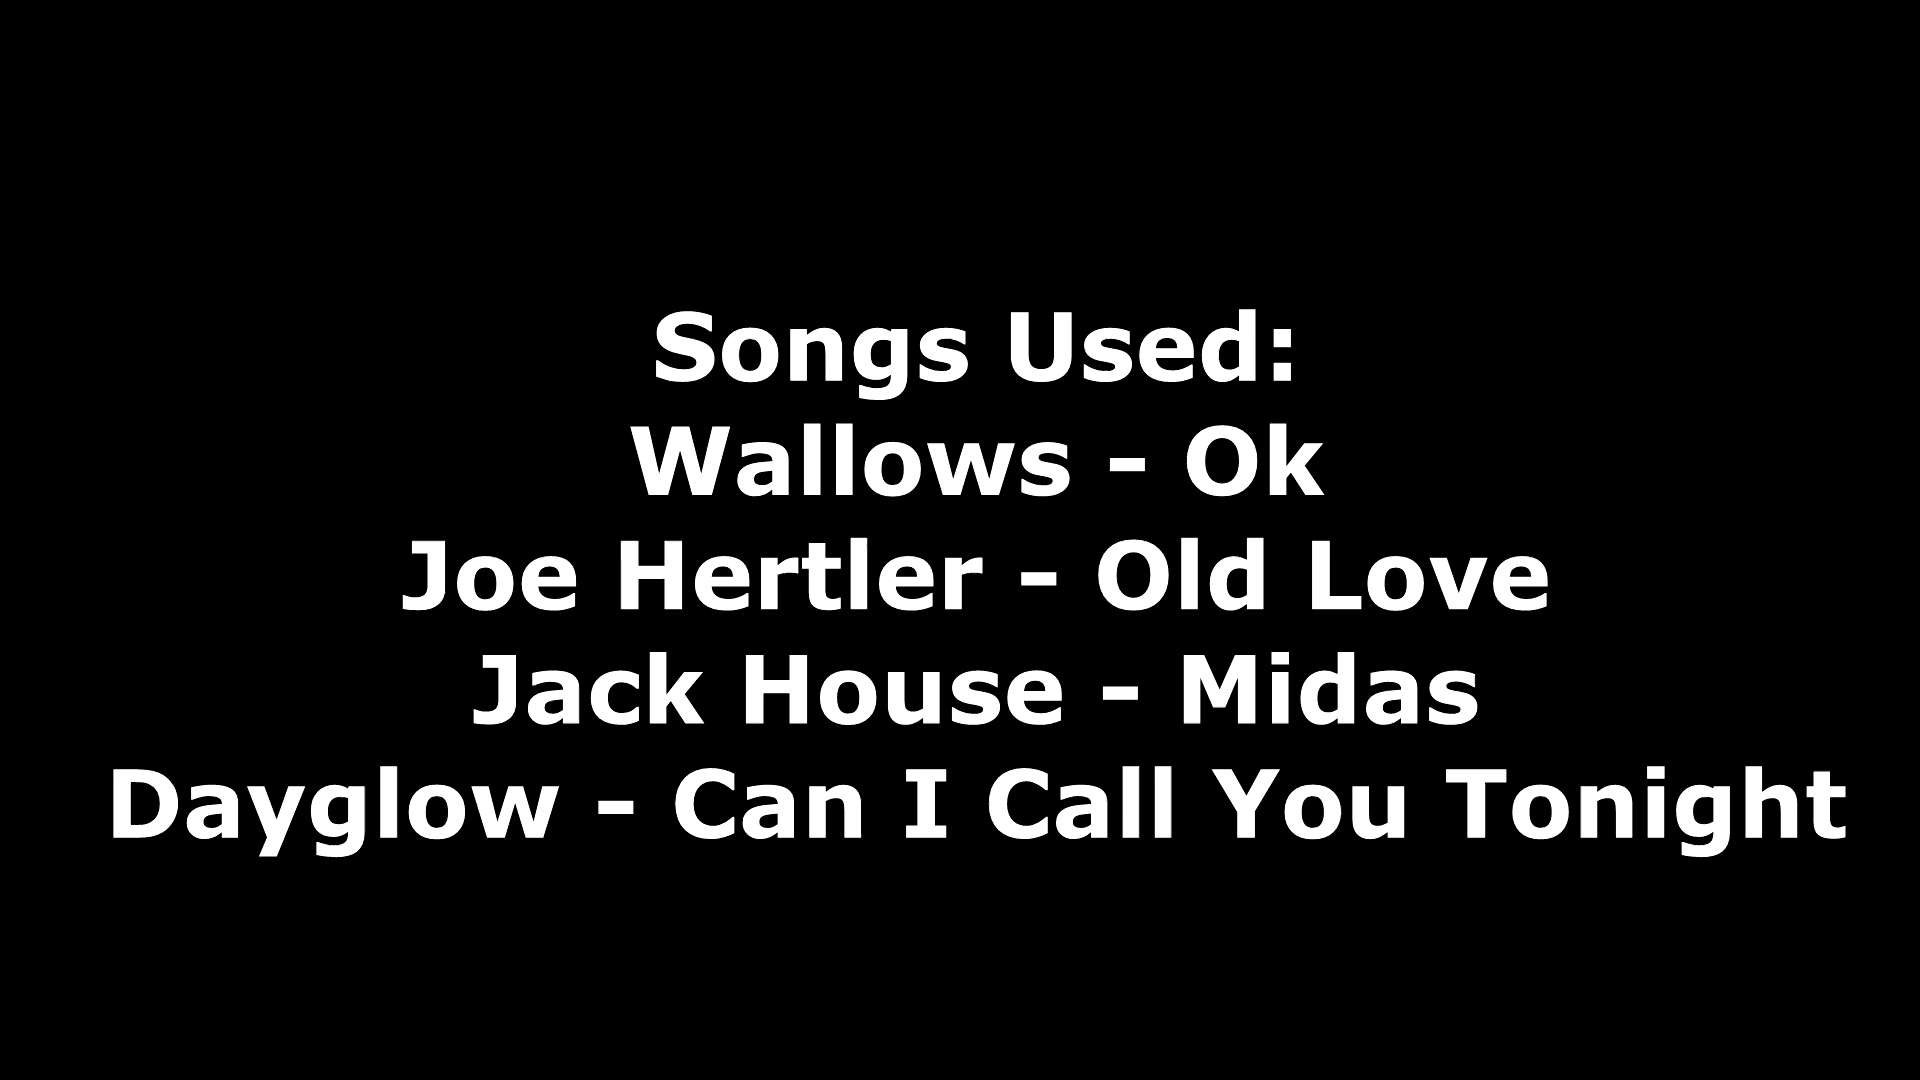 Songs Used:
Wallows - Ok
Joe Hertler - Old Love
Jack House - Midas
Dayglow - Can I Call You Tonight